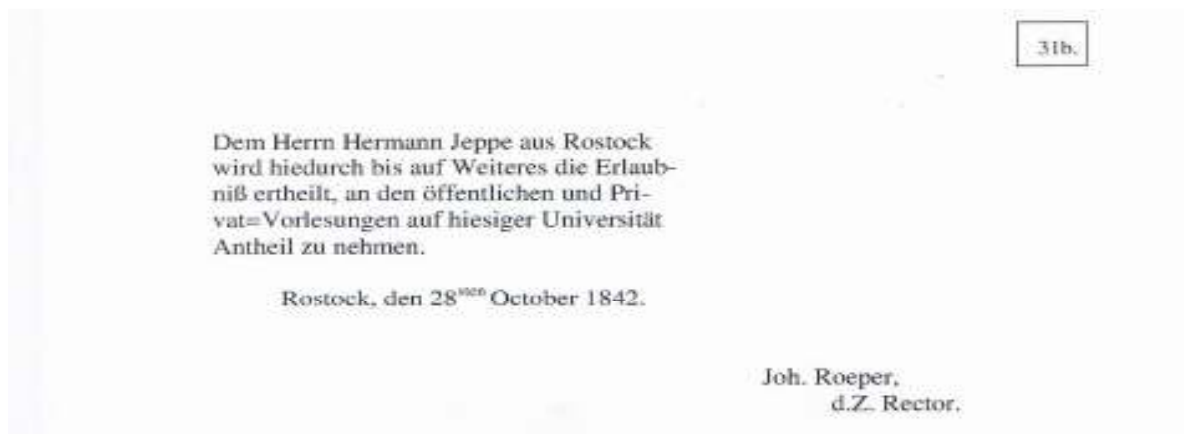 31b.
Dem Herrn Hermann Jeppe aus Rostock
wird hiedurch bis auf Weiteres die Erlaub-
niß ertheilt, an den öffentlichen und Pri-
vat=Vorlesungen auf hiesiger Universität
Antheil zu nehmen.
Rostock, den 28sten October 1842.
Joh. Roeper,
d.Z. Rector.